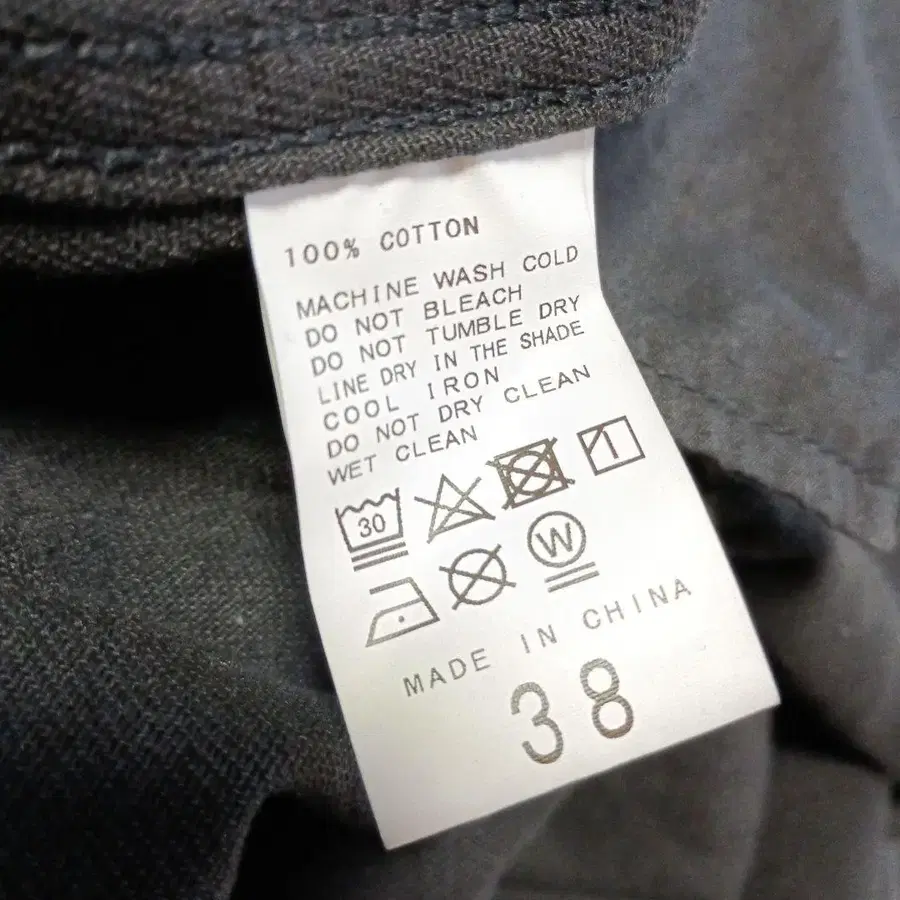 100% COTTON
MACHINE WASH COLD
DO NOT BLEACH
DO NOT TUMBLE DRY
LINE DRY IN THE SHADE
COOL IRON
DO NOT DRY CLEAN
WET CLEAN
30
W
MADE IN CHINA
38